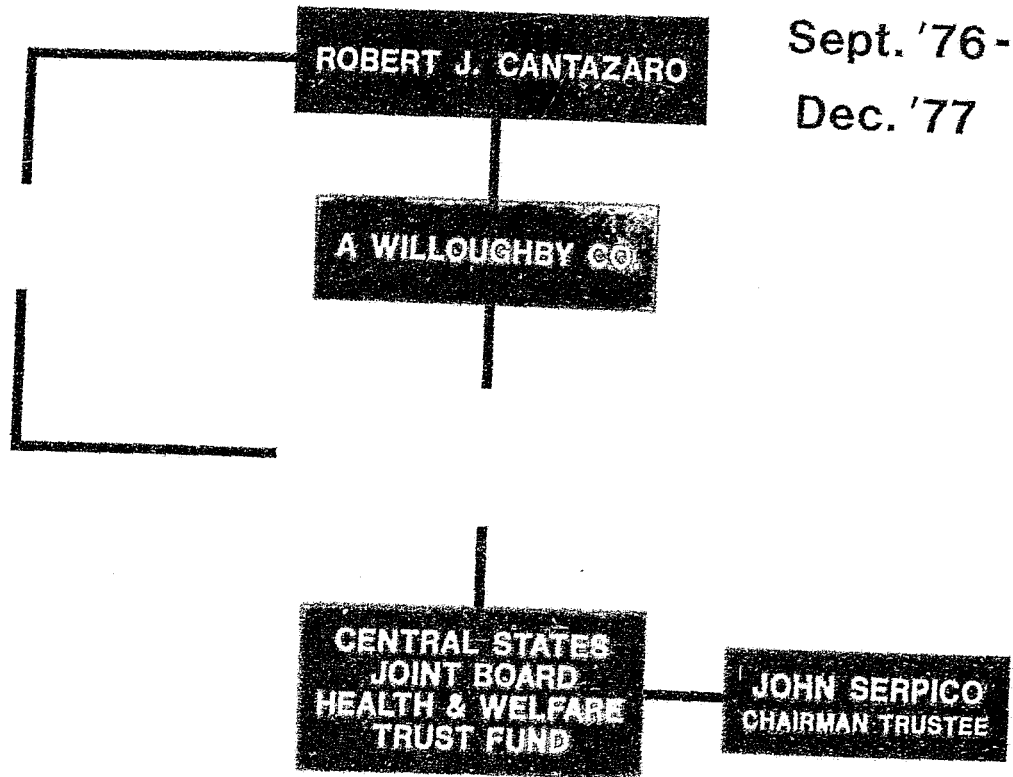 ROBERT J. CANTAZARO
Sept. '76-
Dec. '77
A WILLOUGHBY CO.
CENTRAL STATES
JOINT BOARD
HEALTH & WELFARE
TRUST FUND
JOHN SERPICO
CHAIRMAN TRUSTEE